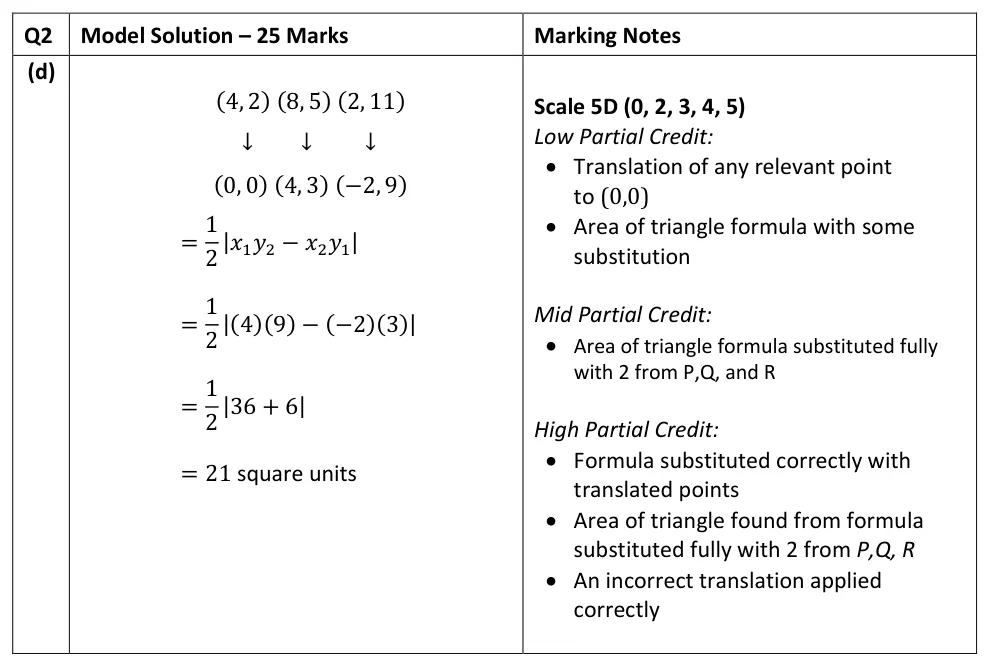 Q2 Model Solution – 25 Marks Marking Notes
(d)
(4, 2) (8, 5) (2, 11)
↓ ↓ ↓
(0, 0) (4, 3) (−2, 9)
= 1/2 |x₁y₂ − x₂y₁|
= 1/2 |(4)(9) − (−2)(3)|
= 1/2 |36 + 6|
= 21 square units
Scale 5D (0, 2, 3, 4, 5)
Low Partial Credit:
• Translation of any relevant point
to (0,0)
• Area of triangle formula with some
substitution
Mid Partial Credit:
• Area of triangle formula substituted fully
with 2 from P,Q, and R
High Partial Credit:
• Formula substituted correctly with
translated points
• Area of triangle found from formula
substituted fully with 2 from P,Q, R
• An incorrect translation applied
correctly